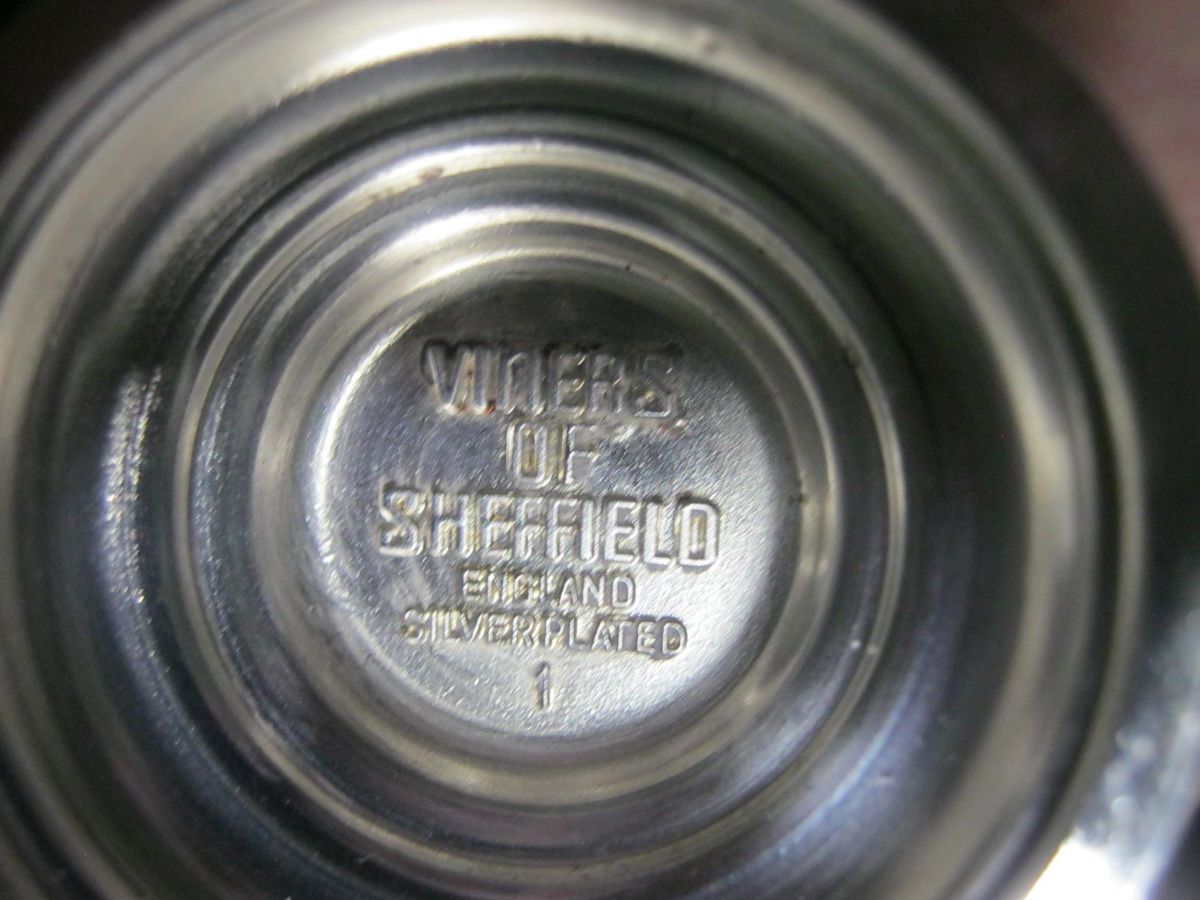 VINERS
OF
SHEFFIELD
ENGLAND
SILVER PLATED
1